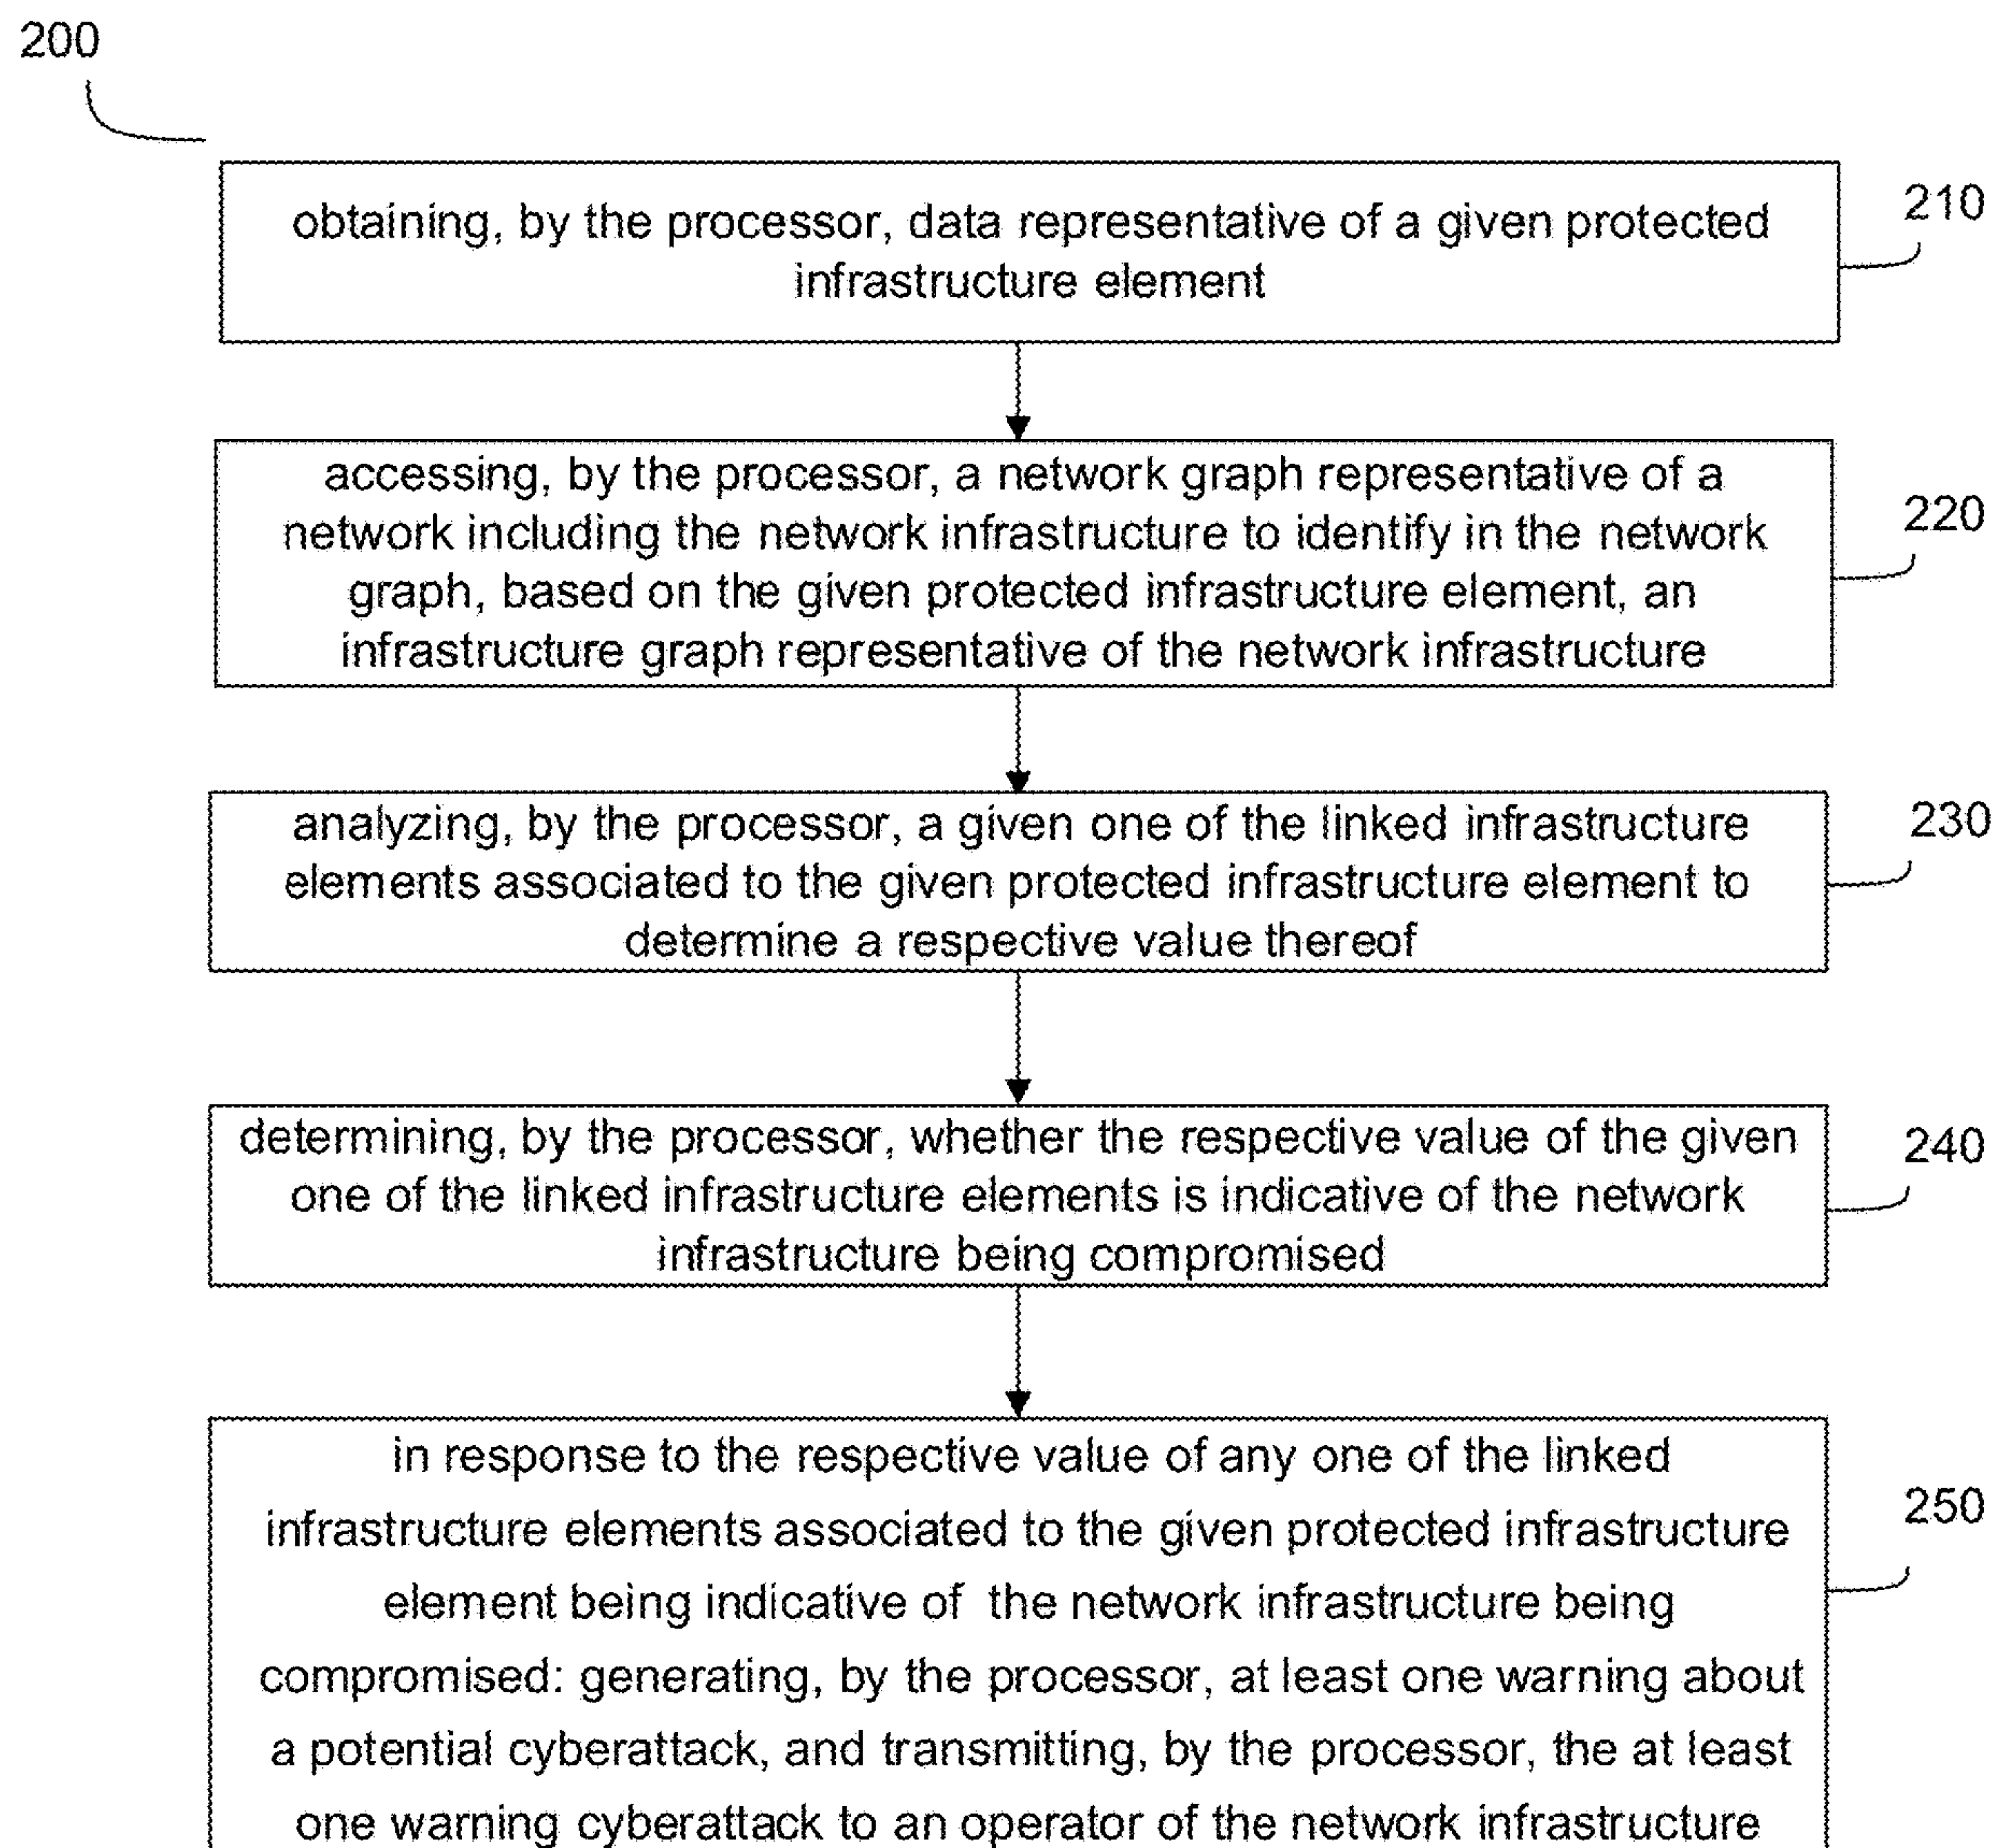 200
obtaining, by the processor, data representative of a given protected
infrastructure element
210
accessing, by the processor, a network graph representative of a
network including the network infrastructure to identify in the network
graph, based on the given protected infrastructure element, an
infrastructure graph representative of the network infrastructure
220
analyzing, by the processor, a given one of the linked infrastructure
elements associated to the given protected infrastructure element to
determine a respective value thereof
230
determining, by the processor, whether the respective value of the given
one of the linked infrastructure elements is indicative of the network
infrastructure being compromised
240
in response to the respective value of any one of the linked
infrastructure elements associated to the given protected infrastructure
element being indicative of the network infrastructure being
compromised: generating, by the processor, at least one warning about
a potential cyberattack, and transmitting, by the processor, the at least
one warning cyberattack to an operator of the network infrastructure
250